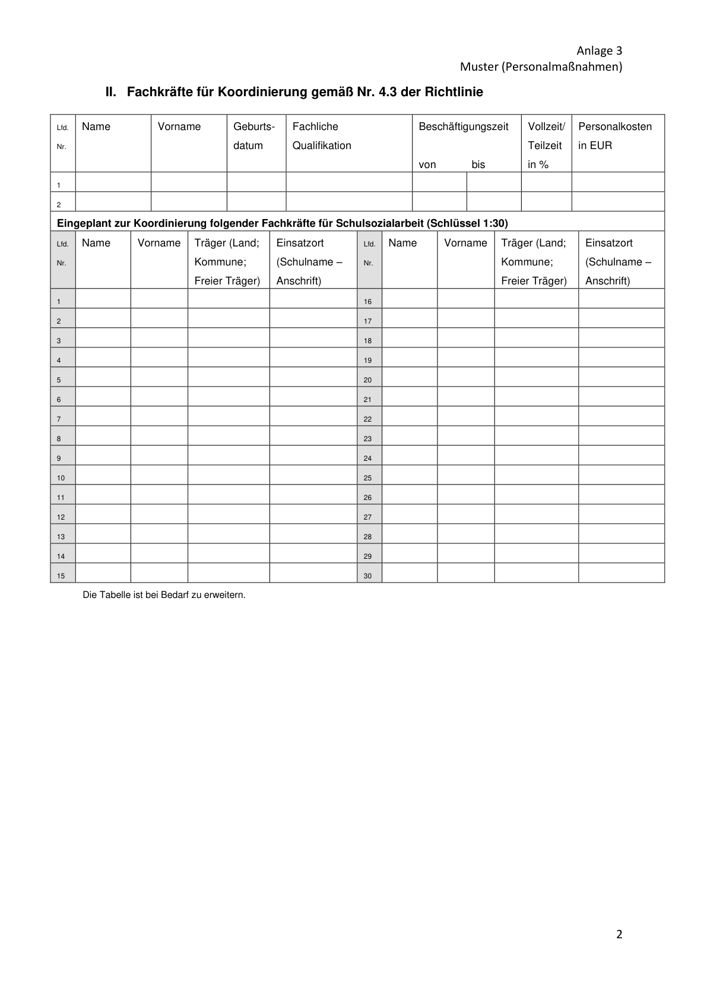 Anlage 3
Muster (Personalmaßnahmen)
II. Fachkräfte für Koordinierung gemäß Nr. 4.3 der Richtlinie
Lfd. Name Vorname Geburts- Fachliche Beschäftigungszeit Vollzeit/ Personalkosten
Nr. datum Qualifikation Teilzeit in EUR
von bis in %
1
2
Eingeplant zur Koordinierung folgender Fachkräfte für Schulsozialarbeit (Schlüssel 1:30)
Lfd. Name Vorname Träger (Land; Einsatzort Lfd. Name Vorname Träger (Land; Einsatzort
Nr. Kommune; (Schulname – Nr. Kommune; (Schulname –
Freier Träger) Anschrift) Freier Träger) Anschrift)
1 16
2 17
3 18
4 19
5 20
6 21
7 22
8 23
9 24
10 25
11 26
12 27
13 28
14 29
15 30
Die Tabelle ist bei Bedarf zu erweitern.
2